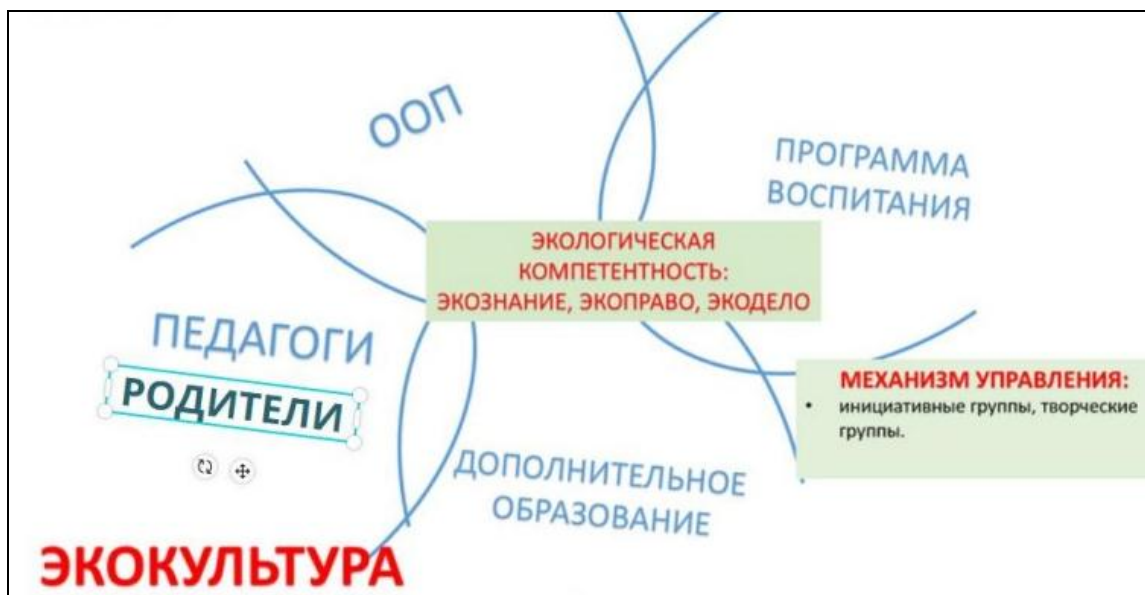 ООП
ПРОГРАММА
ВОСПИТАНИЯ
ЭКОЛОГИЧЕСКАЯ
КОМПЕТЕНТНОСТЬ:
ЭКОЗНАНИЕ, ЭКОПРАВО, ЭКОДЕЛО
ПЕДАГОГИ
РОДИТЕЛИ
МЕХАНИЗМ УПРАВЛЕНИЯ:
• инициативные группы, творческие
группы.
ДОПОЛНИТЕЛЬНОЕ
ОБРАЗОВАНИЕ
ЭКОКУЛЬТУРА